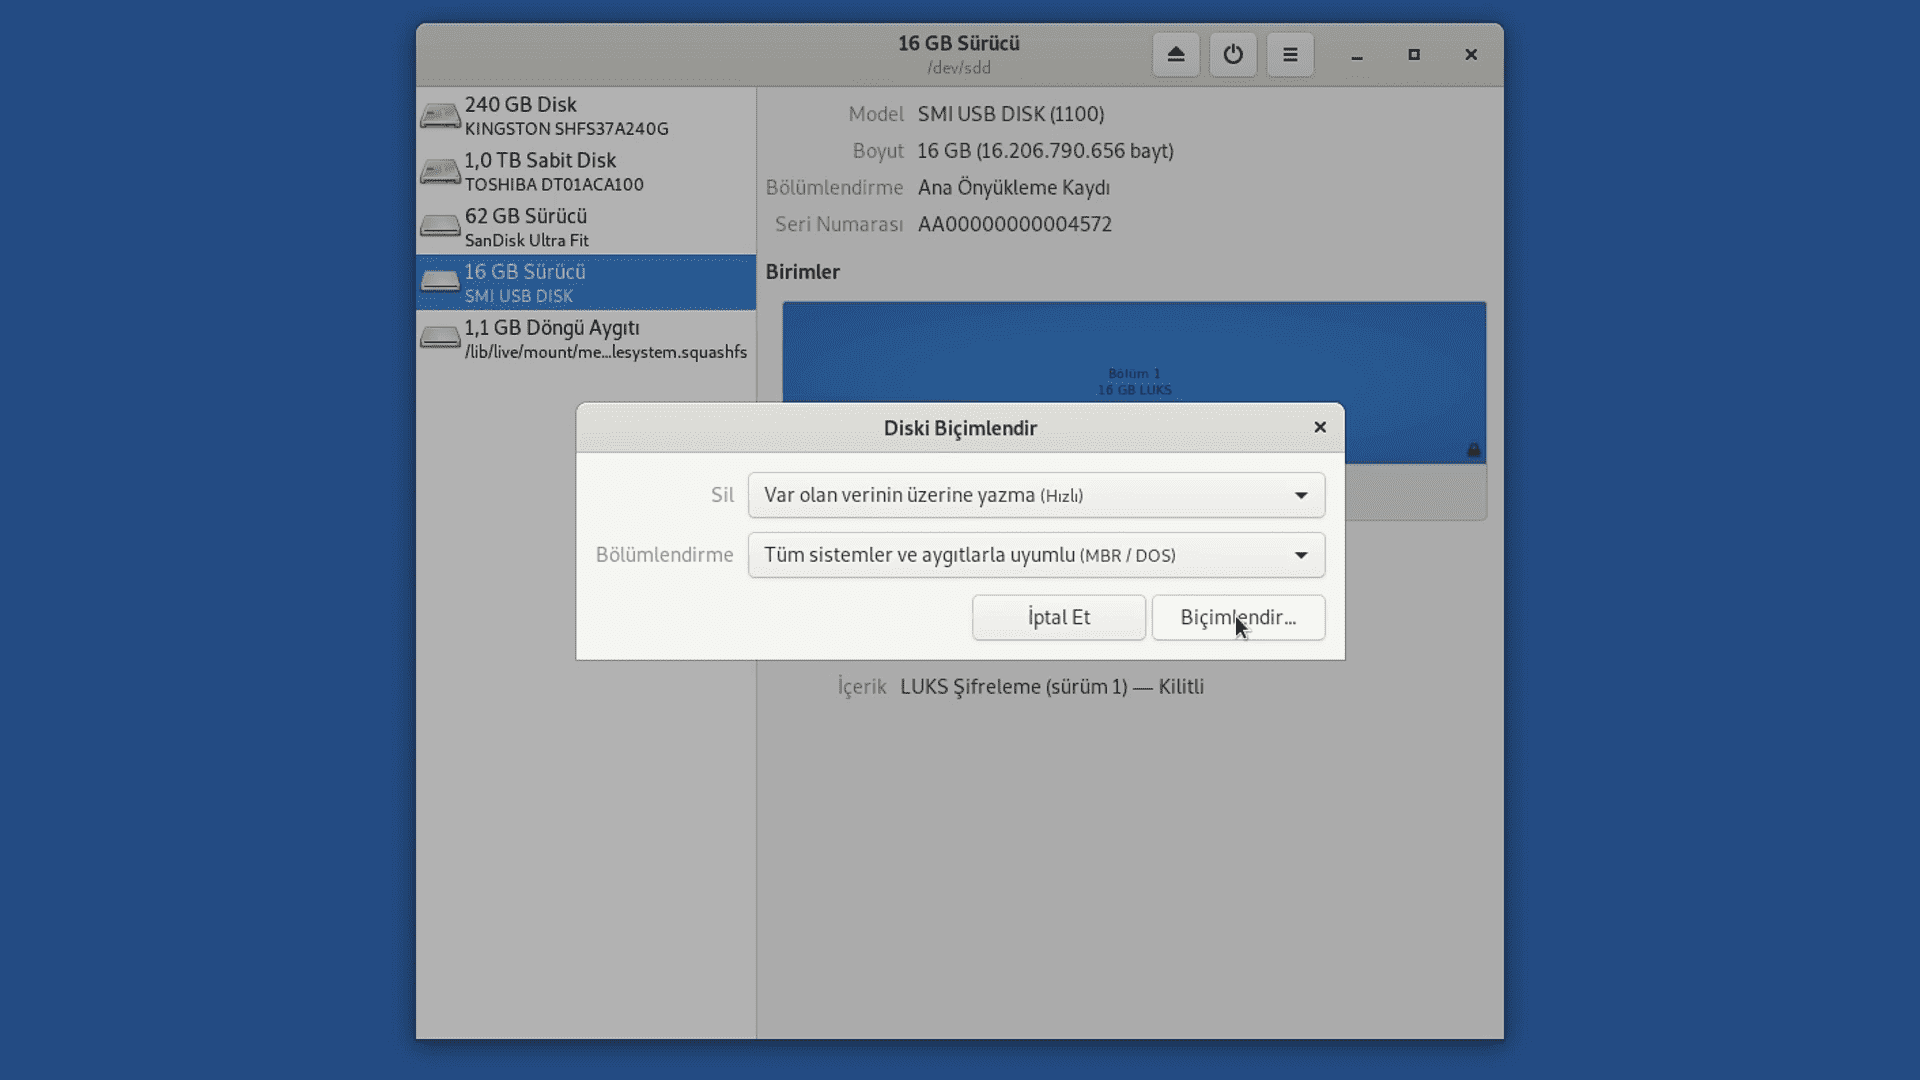 16 GB Sürücü
/dev/sdd
240 GB Disk
KINGSTON SHFS37A240G
1,0 TB Sabit Disk
TOSHIBA DT01ACA100
62 GB Sürücü
SanDisk Ultra Fit
16 GB Sürücü
SMI USB DISK
1,1 GB Döngü Aygıtı
/lib/live/mount/me...lesystem.squashfs
Model SMI USB DISK (1100)
Boyut 16 GB (16.206.790.656 bayt)
Bölümlendirme Ana Önyükleme Kaydı
Seri Numarası AA00000000004572
Birimler
Bölüm 1
16 GB LUKS
Diski Biçimlendir
Sil Var olan verinin üzerine yazma (Hızlı)
Bölümlendirme Tüm sistemler ve aygıtlarla uyumlu (MBR / DOS)
İptal Et Biçimlendir...
İçerik LUKS Şifreleme (sürüm 1) — Kilitli